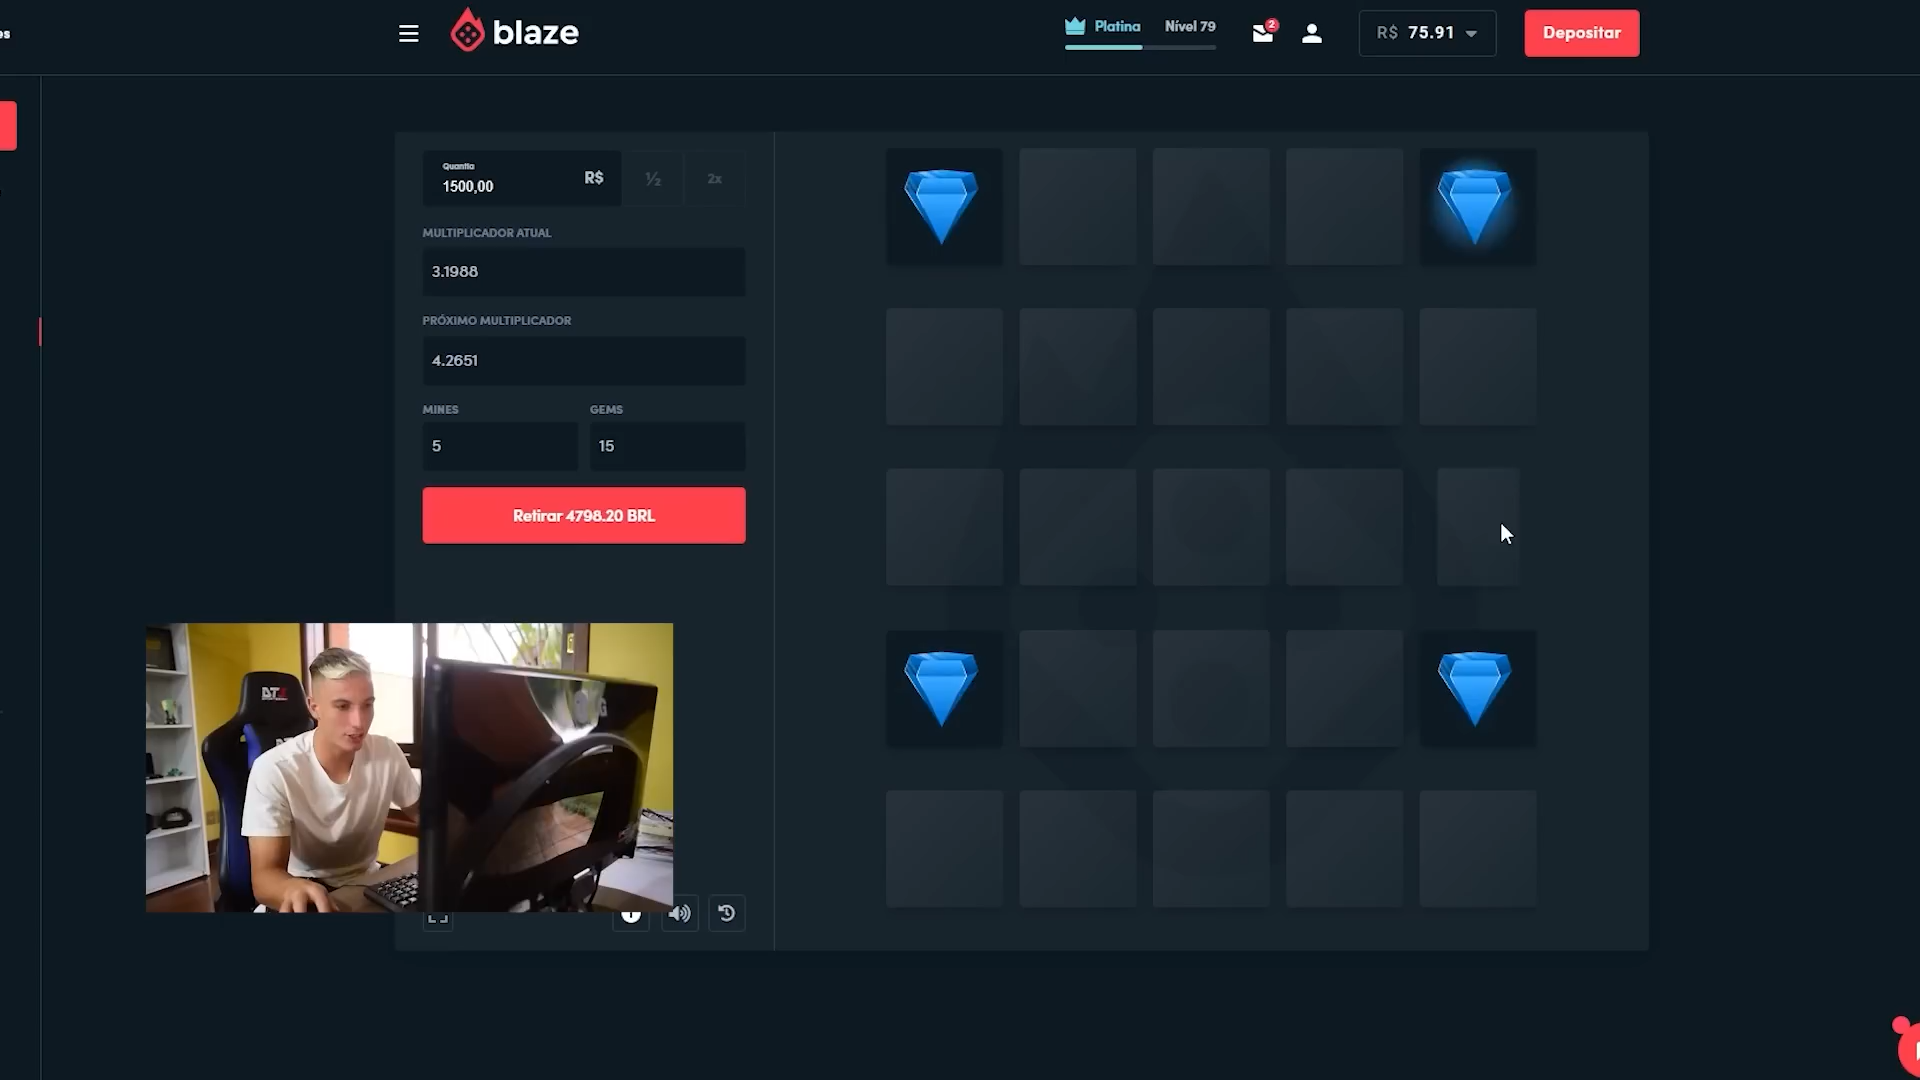 es
blaze
Platina
Nível 79
2
R$ 75.91
Depositar
Quantia
1500,00
R$
½
2x
MULTIPLICADOR ATUAL
3.1988
PRÓXIMO MULTIPLICADOR
4.2651
MINES
GEMS
5
15
Retirar 4798.20 BRL